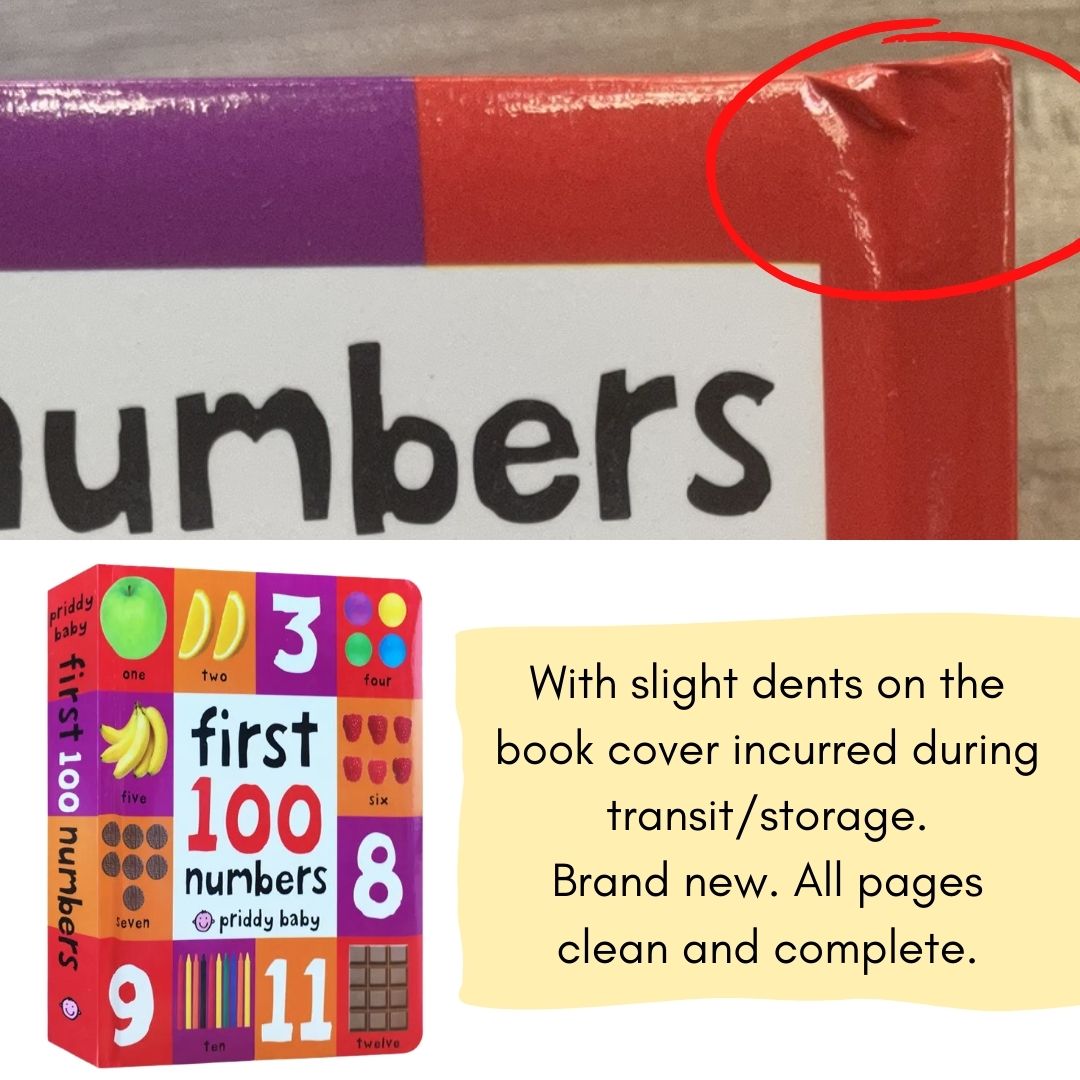 numbers
priddy
baby
first 100 numbers
one
two
3
four
five
first
100
numbers
priddy baby
six
seven
8
9
ten
11
twelve
With slight dents on the
book cover incurred during
transit/storage.
Brand new. All pages
clean and complete.